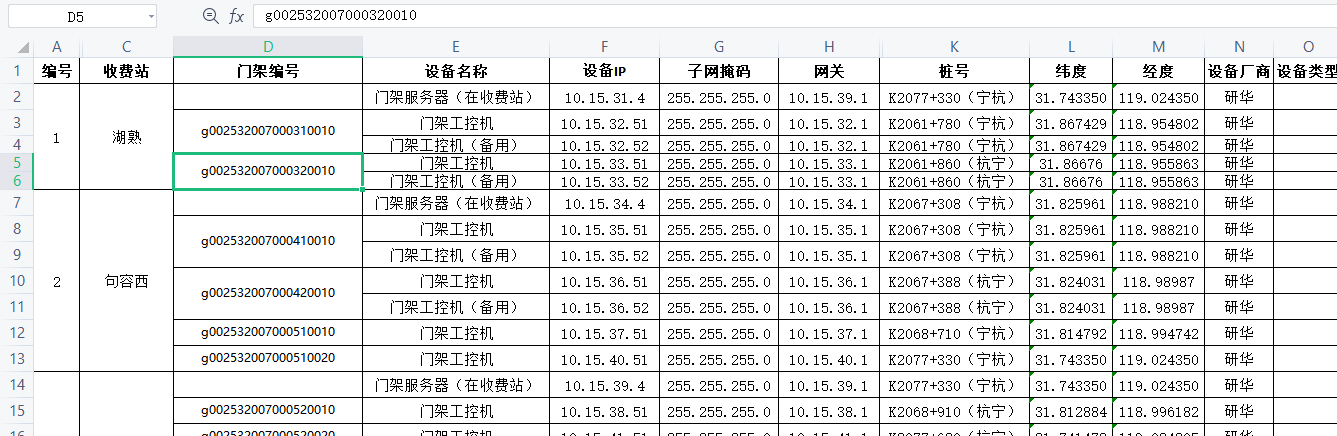 D5 fx g002532007000320010
A C D E F G H K L M N O
1 编号 收费站 门架编号 设备名称 设备IP 子网掩码 网关 桩号 纬度 经度 设备厂商 设备类型
2 门架服务器（在收费站） 10.15.31.4 255.255.255.0 10.15.39.1 K2077+330（宁杭） 31.743350 119.024350 研华
3 1 湖熟 g002532007000310010 门架工控机 10.15.32.51 255.255.255.0 10.15.32.1 K2061+780（宁杭） 31.867429 118.954802 研华
4 门架工控机（备用） 10.15.32.52 255.255.255.0 10.15.32.1 K2061+780（宁杭） 31.867429 118.954802 研华
5 g002532007000320010 门架工控机 10.15.33.51 255.255.255.0 10.15.33.1 K2061+860（杭宁） 31.86676 118.955863 研华
6 门架工控机（备用） 10.15.33.52 255.255.255.0 10.15.33.1 K2061+860（杭宁） 31.86676 118.955863 研华
7 门架服务器（在收费站） 10.15.34.4 255.255.255.0 10.15.34.1 K2067+308（宁杭） 31.825961 118.988210 研华
8 g002532007000410010 门架工控机 10.15.35.51 255.255.255.0 10.15.35.1 K2067+308（宁杭） 31.825961 118.988210 研华
9 门架工控机（备用） 10.15.35.52 255.255.255.0 10.15.35.1 K2067+308（宁杭） 31.825961 118.988210 研华
10 2 句容西 g002532007000420010 门架工控机 10.15.36.51 255.255.255.0 10.15.36.1 K2067+388（杭宁） 31.824031 118.98987 研华
11 门架工控机（备用） 10.15.36.52 255.255.255.0 10.15.36.1 K2067+388（杭宁） 31.824031 118.98987 研华
12 g002532007000510010 门架工控机 10.15.37.51 255.255.255.0 10.15.37.1 K2068+710（宁杭） 31.814792 118.994742 研华
13 g002532007000510020 门架工控机 10.15.40.51 255.255.255.0 10.15.40.1 K2077+330（宁杭） 31.743350 119.024350 研华
14 门架服务器（在收费站） 10.15.39.4 255.255.255.0 10.15.39.1 K2077+330（宁杭） 31.743350 119.024350 研华
15 g002532007000520010 门架工控机 10.15.38.51 255.255.255.0 10.15.38.1 K2068+910（杭宁） 31.812884 118.996182 研华